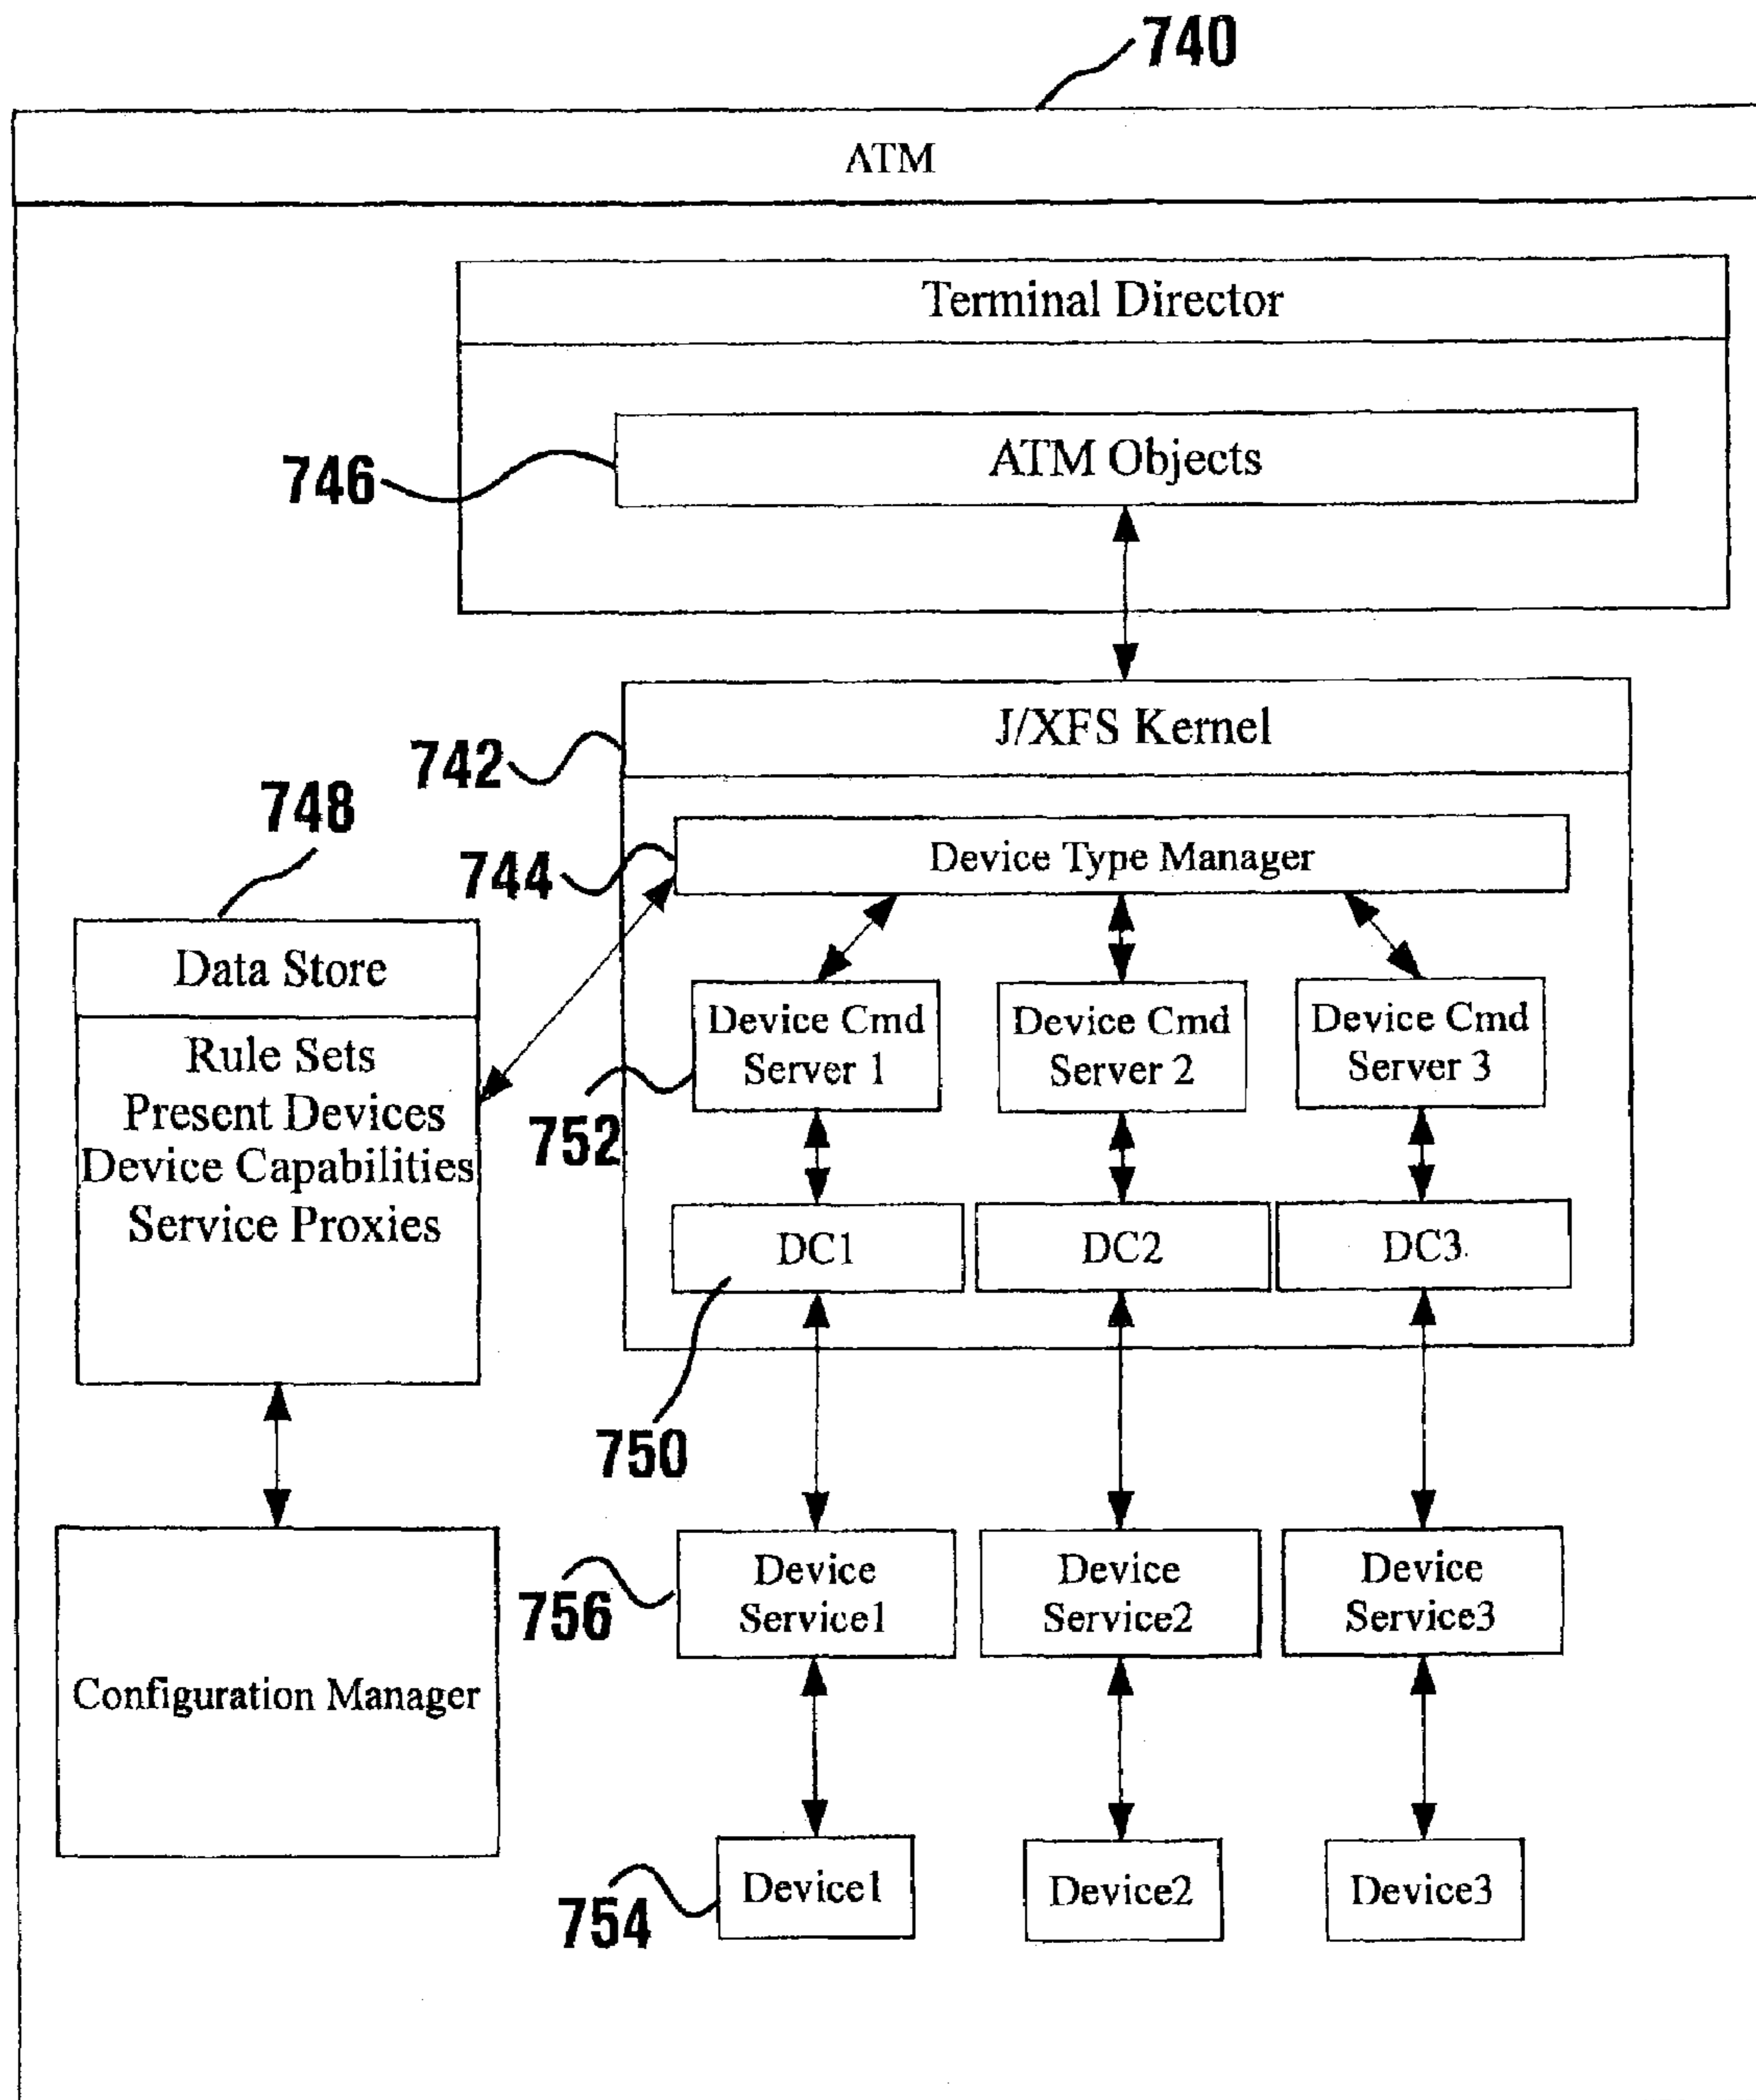 740
ATM
Terminal Director
746
ATM Objects
J/XFS Kernel
742
748
744
Device Type Manager
Data Store
Rule Sets
Present Devices
Device Capabilities
Service Proxies
Device Cmd
Server 1
Device Cmd
Server 2
Device Cmd
Server 3
752
DC1
DC2
DC3
750
Device
Service1
Device
Service2
Device
Service3
756
Configuration Manager
Device1
Device2
Device3
754